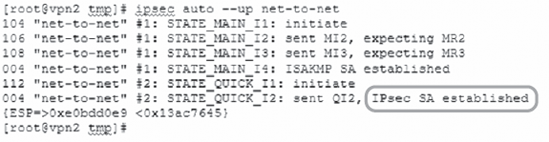 [root@vpn2 tmp]# ipsec auto --up net-to-net
104 "net-to-net" #1: STATE_MAIN_I1: initiate
106 "net-to-net" #1: STATE_MAIN_I2: sent MI2, expecting MR2
108 "net-to-net" #1: STATE_MAIN_I3: sent MI3, expecting MR3
004 "net-to-net" #1: STATE_MAIN_I4: ISAKMP SA established
112 "net-to-net" #2: STATE_QUICK_I1: initiate
004 "net-to-net" #2: STATE_QUICK_I2: sent QI2, IPsec SA established
{ESP=>0xe0bdd0e9 <0x13ac7645}
[root@vpn2 tmp]#